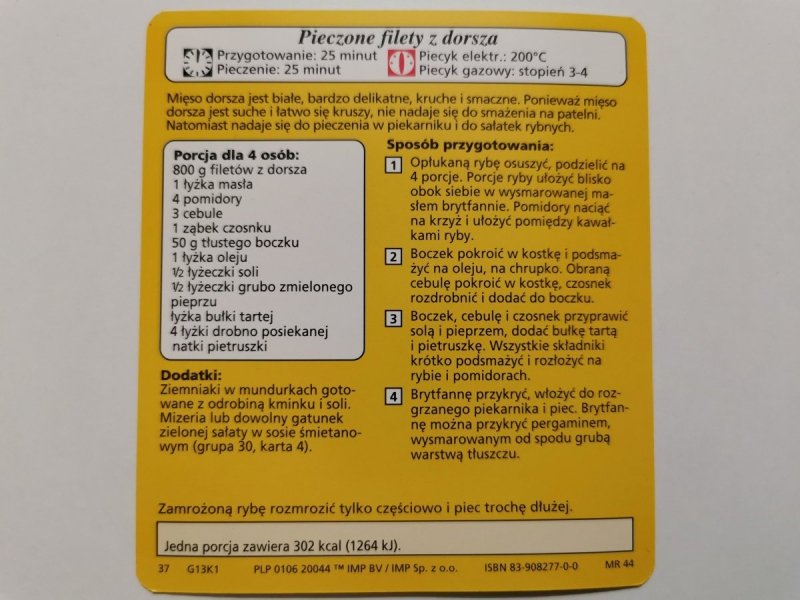 Pieczone filety z dorsza
Przygotowanie: 25 minut
Pieczenie: 25 minut
Piecyk elektr.: 200°C
Piecyk gazowy: stopień 3-4
Mięso dorsza jest białe, bardzo delikatne, kruche i smaczne. Ponieważ mięso
dorsza jest suche i łatwo się kruszy, nie nadaje się do smażenia na patelni.
Natomiast nadaje się do pieczenia w piekarniku i do sałatek rybnych.
Porcja dla 4 osób:
800 g filetów z dorsza
1 łyżka masła
4 pomidory
3 cebule
1 ząbek czosnku
50 g tłustego boczku
1 łyżka oleju
½ łyżeczki soli
½ łyżeczki grubo zmielonego
pieprzu
łyżka bułki tartej
4 łyżki drobno posiekanej
natki pietruszki
Dodatki:
Ziemniaki w mundurkach goto-
wane z odrobiną kminku i soli.
Mizeria lub dowolny gatunek
zielonej sałaty w sosie śmietano-
wym (grupa 30, karta 4).
Sposób przygotowania:
1 Opłukaną rybę osuszyć, podzielić na
4 porcje. Porcje ryby ułożyć blisko
obok siebie w wysmarowanej ma-
słem brytfannie. Pomidory naciąć
na krzyż i ułożyć pomiędzy kawał-
kami ryby.
2 Boczek pokroić w kostkę i podsma-
żyć na oleju, na chrupko. Obraną
cebulę pokroić w kostkę, czosnek
rozdrobnić i dodać do boczku.
3 Boczek, cebulę i czosnek przyprawić
solą i pieprzem, dodać bułkę tartą
i pietruszkę. Wszystkie składniki
krótko podsmażyć i rozłożyć na
rybie i pomidorach.
4 Brytfannę przykryć, włożyć do roz-
grzanego piekarnika i piec. Brytfan-
nę można przykryć pergaminem,
wysmarowanym od spodu grubą
warstwą tłuszczu.
Zamrożoną rybę rozmrozić tylko częściowo i piec trochę dłużej.
Jedna porcja zawiera 302 kcal (1264 kJ).
37 G13K1 PLP 0106 20044 ™ IMP BV / IMP Sp. z o.o. ISBN 83-908277-0-0 MR 44